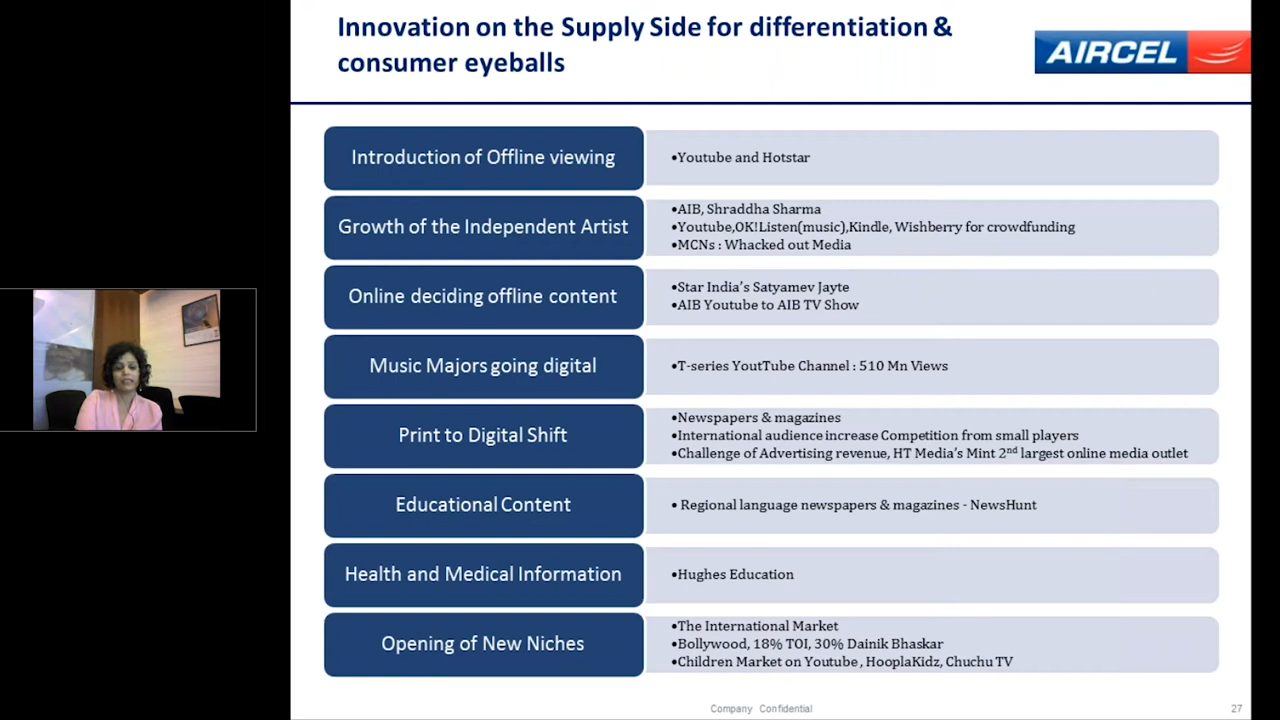 Innovation on the Supply Side for differentiation &
consumer eyeballs
AIRCEL
Introduction of Offline viewing
•Youtube and Hotstar
Growth of the Independent Artist
•AIB, Shraddha Sharma
•Youtube,OK!Listen(music),Kindle, Wishberry for crowdfunding
•MCNs : Whacked out Media
Online deciding offline content
•Star India's Satyamev Jayte
•AIB Youtube to AIB TV Show
Music Majors going digital
•T-series YoutTube Channel : 510 Mn Views
Print to Digital Shift
•Newspapers & magazines
•International audience increase Competition from small players
•Challenge of Advertising revenue, HT Media's Mint 2nd largest online media outlet
Educational Content
• Regional language newspapers & magazines - NewsHunt
Health and Medical Information
•Hughes Education
Opening of New Niches
•The International Market
•Bollywood, 18% TOI, 30% Dainik Bhaskar
•Children Market on Youtube , HooplaKidz, Chuchu TV
Company Confidential
27